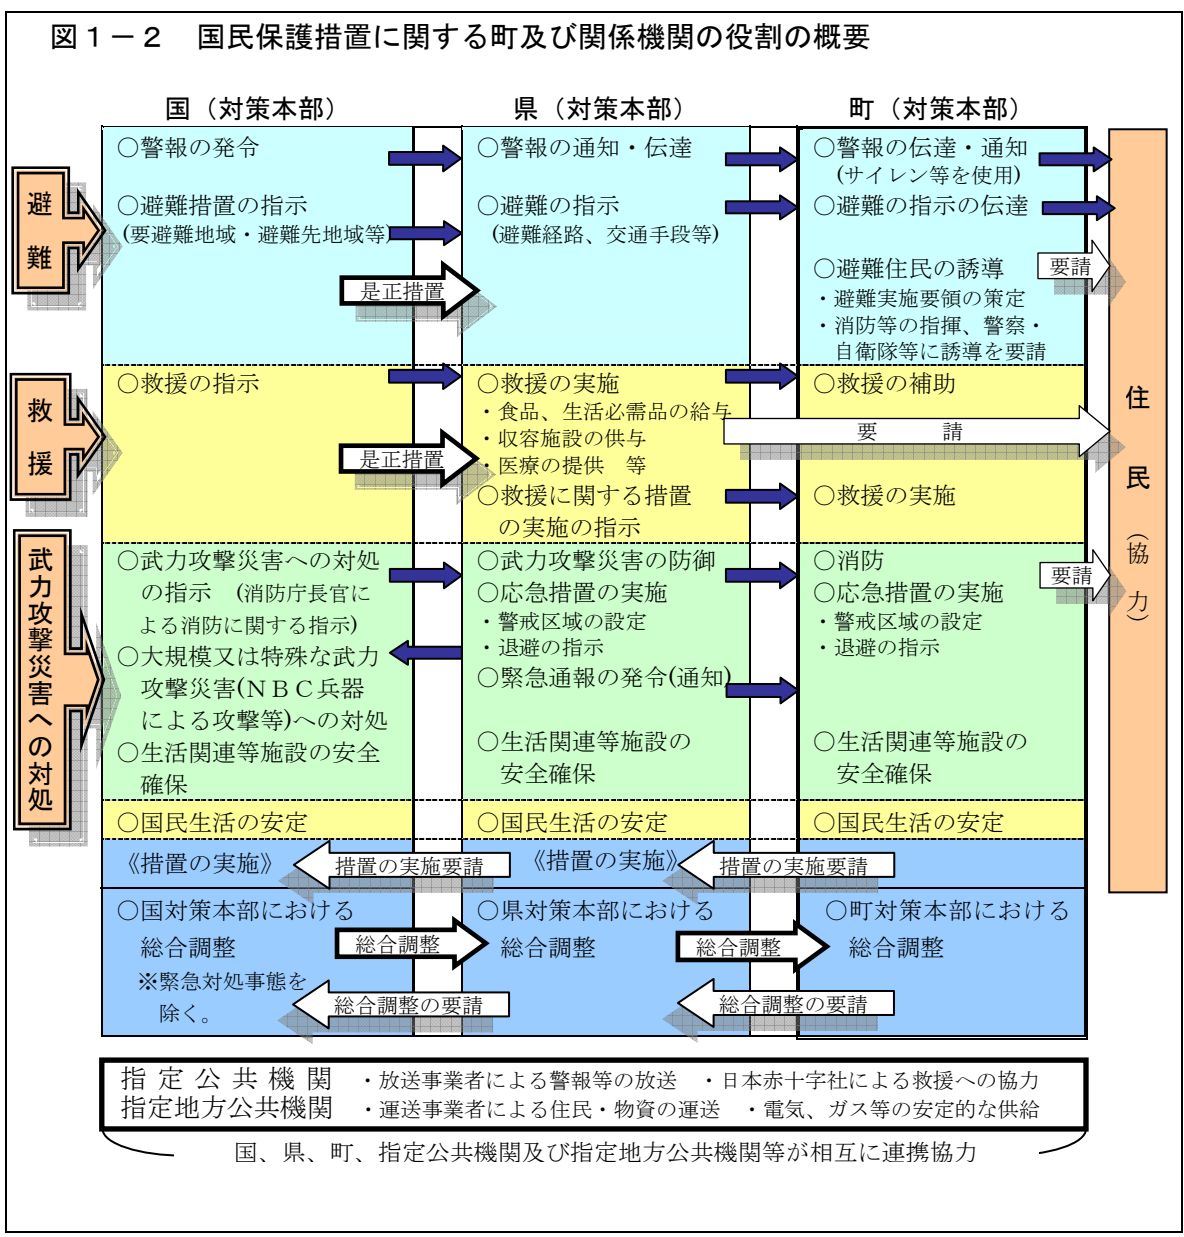 図１－２　国民保護措置に関する町及び関係機関の役割の概要
国（対策本部）
県（対策本部）
町（対策本部）
避難
○警報の発令
○避難措置の指示
(要避難地域・避難先地域等)
是正措置
○警報の通知・伝達
○避難の指示
(避難経路、交通手段等)
○警報の伝達・通知
(サイレン等を使用)
○避難の指示の伝達
○避難住民の誘導
・避難実施要領の策定
・消防等の指揮、警察・
自衛隊等に誘導を要請
要請
救援
○救援の指示
是正措置
○救援の実施
・食品、生活必需品の給与
・収容施設の供与
・医療の提供　等
○救援に関する措置
の実施の指示
○救援の補助
要　　請
○救援の実施
武力攻撃災害への対処
○武力攻撃災害への対処
の指示　(消防庁長官に
よる消防に関する指示)
○大規模又は特殊な武力
攻撃災害(ＮＢＣ兵器
による攻撃等)への対処
○生活関連等施設の安全
確保
○武力攻撃災害の防御
○応急措置の実施
・警戒区域の設定
・退避の指示
○緊急通報の発令(通知)
○生活関連等施設の
安全確保
○消防
○応急措置の実施
・警戒区域の設定
・退避の指示
○生活関連等施設の
安全確保
要請
○国民生活の安定
○国民生活の安定
○国民生活の安定
《措置の実施》
措置の実施要請
《措置の実施》
措置の実施要請
○国対策本部における
総合調整
※緊急対処事態を
除く。
総合調整
総合調整の要請
○県対策本部における
総合調整
総合調整
総合調整の要請
○町対策本部における
総合調整
住民（協力）
指定公共機関　・放送事業者による警報等の放送　・日本赤十字社による救援への協力
指定地方公共機関　・運送事業者による住民・物資の運送　・電気、ガス等の安定的な供給
国、県、町、指定公共機関及び指定地方公共機関等が相互に連携協力